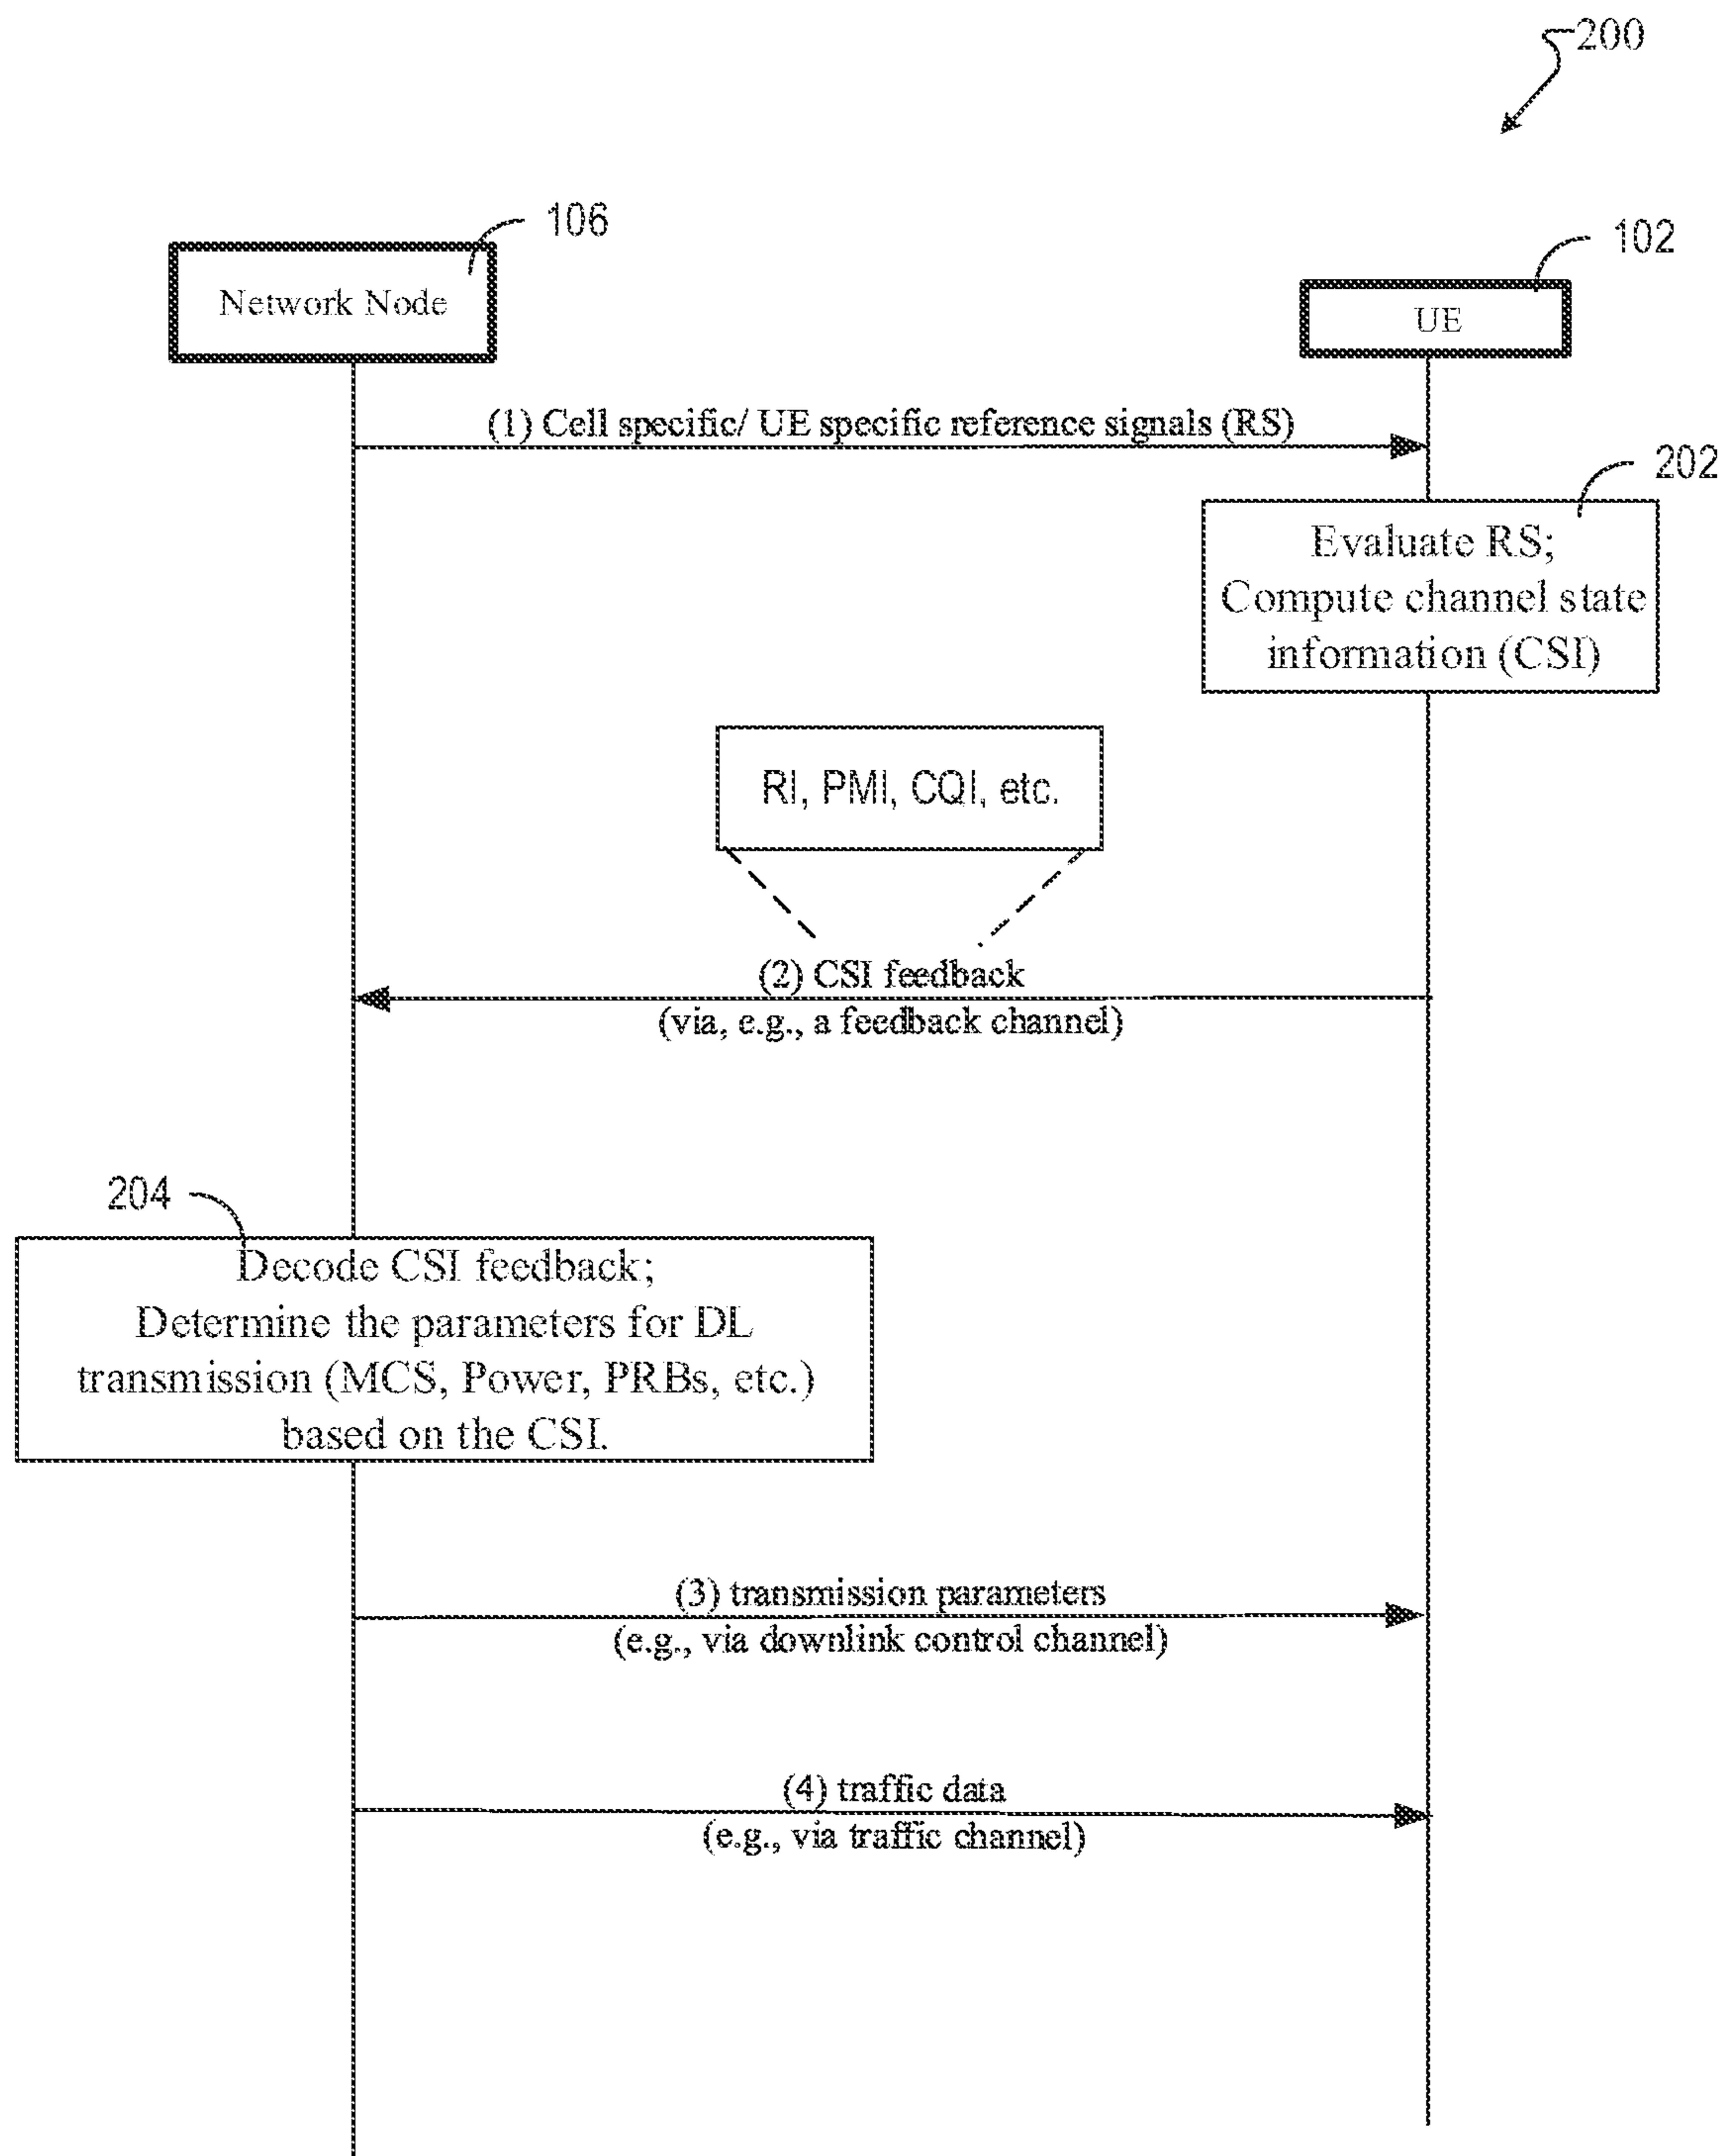 200
106
Network Node
102
UE
(1) Cell specific/ UE specific reference signals (RS)
202
Evaluate RS;
Compute channel state
information (CSI)
RI, PMI, CQI, etc.
(2) CSI feedback
(via, e.g., a feedback channel)
204
Decode CSI feedback;
Determine the parameters for DL
transmission (MCS, Power, PRBs, etc.)
based on the CSI.
(3) transmission parameters
(e.g., via downlink control channel)
(4) traffic data
(e.g., via traffic channel)